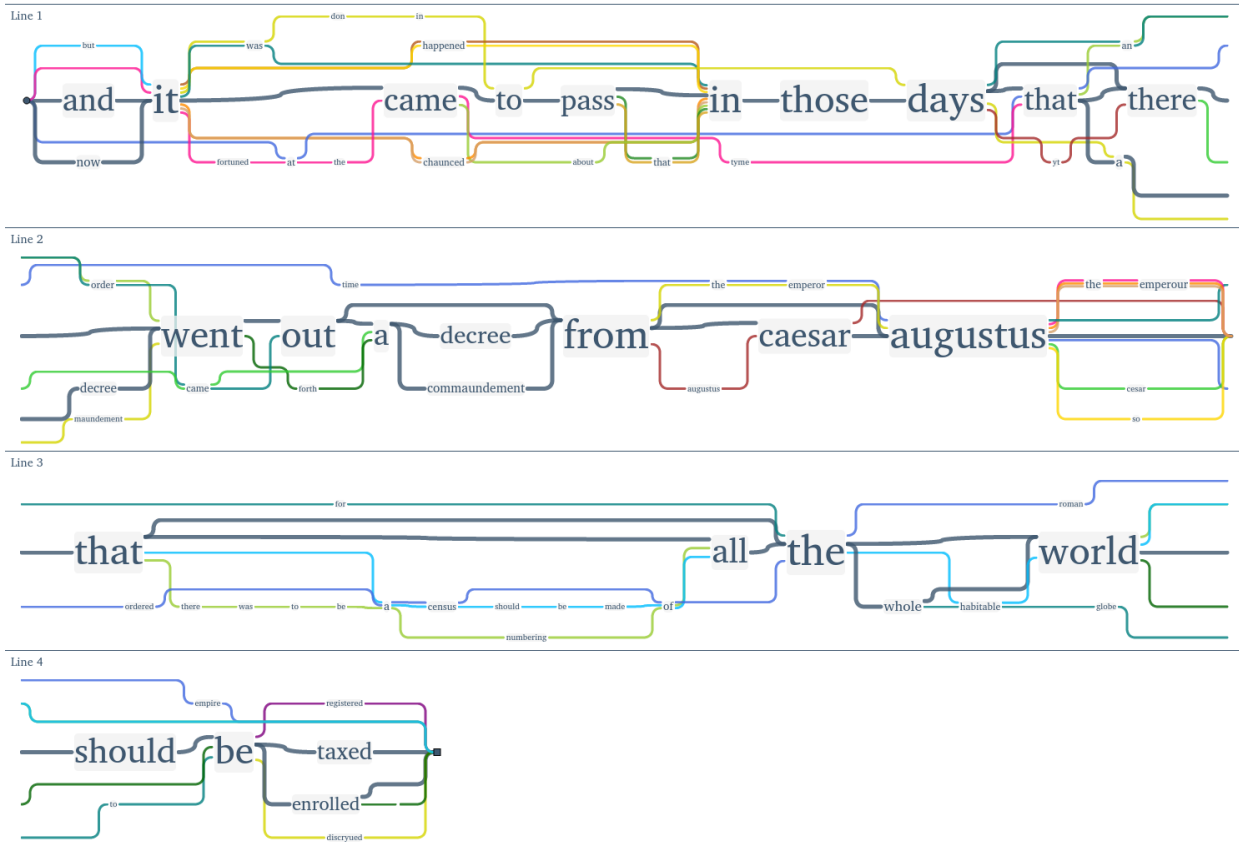 Line 1
don in
but was happened an
and it came to pass in those days that there
now fortuned at the chaunced about that tyme yt a
Line 2
order time the emperor the emperour
went out a decree from caesar augustus
decree came forth commaundement augustus cesar
maundement so
Line 3
for roman
that all the world
ordered there was to be a census should be made of whole habitable globe
numbering
Line 4
empire registered
should be taxed
to enrolled
discryued